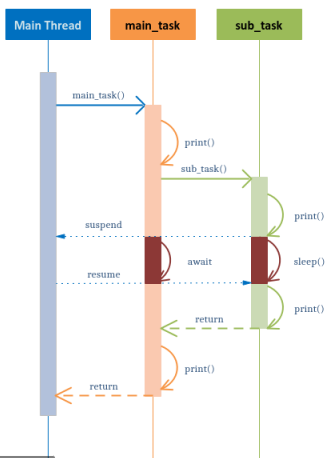 Main Thread
main_task
sub_task
main_task()
print()
sub_task()
print()
suspend
await
sleep()
resume
print()
return
print()
return